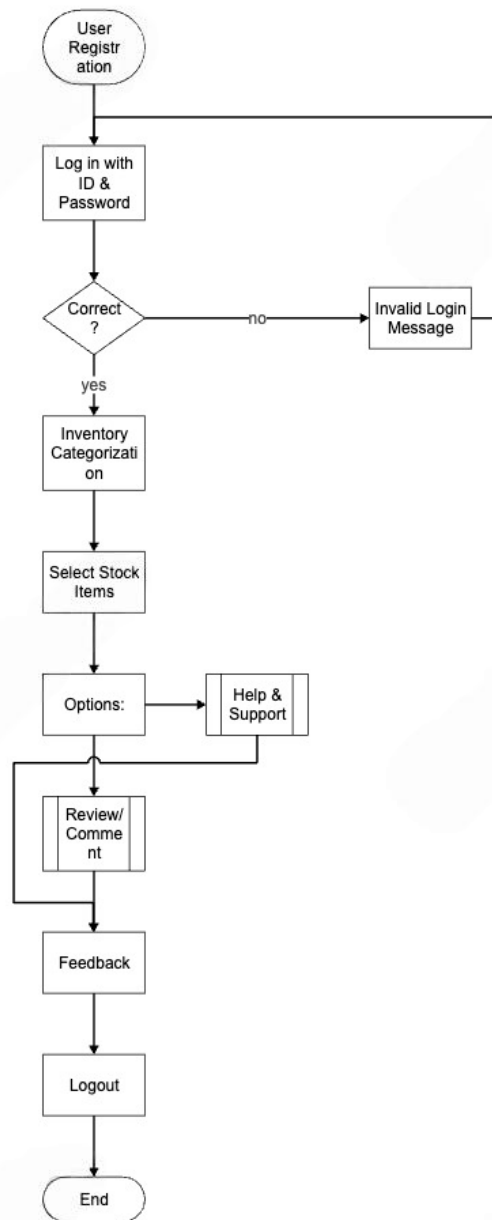 User
Registr
ation
Log in with
ID &
Password
Correct
?
no
Invalid Login
Message
yes
Inventory
Categorizati
on
Select Stock
Items
Options:
Help &
Support
Review/
Comme
nt
Feedback
Logout
End